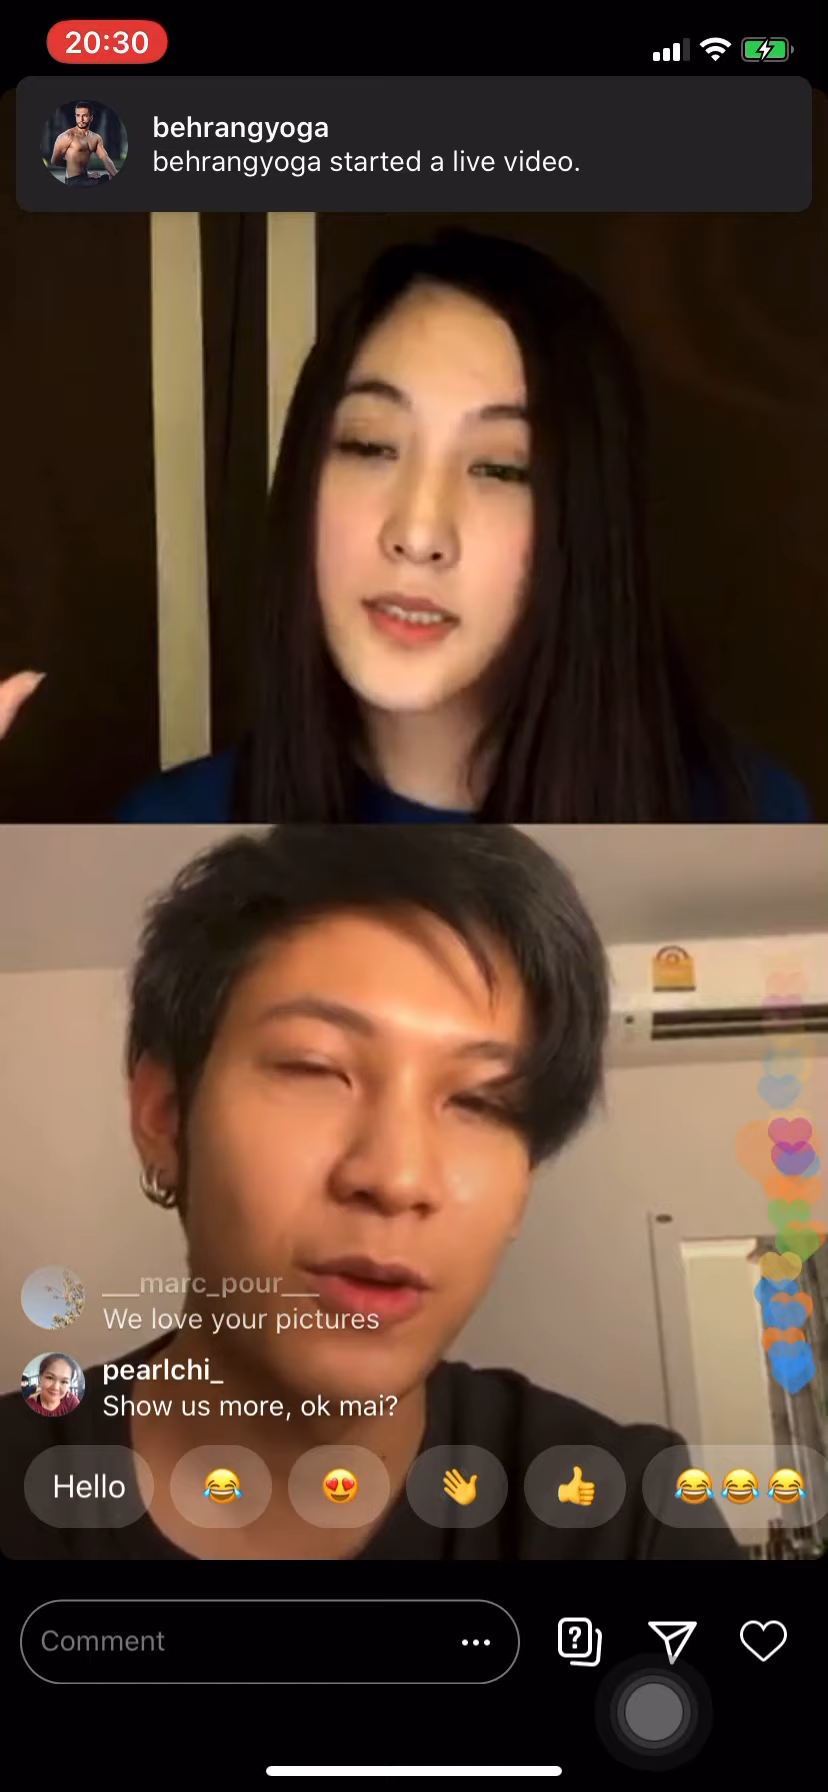 20:30
behrangyoga
behrangyoga started a live video.
___marc_pour___
We love your pictures
pearlchi_
Show us more, ok mai?
Hello
Comment